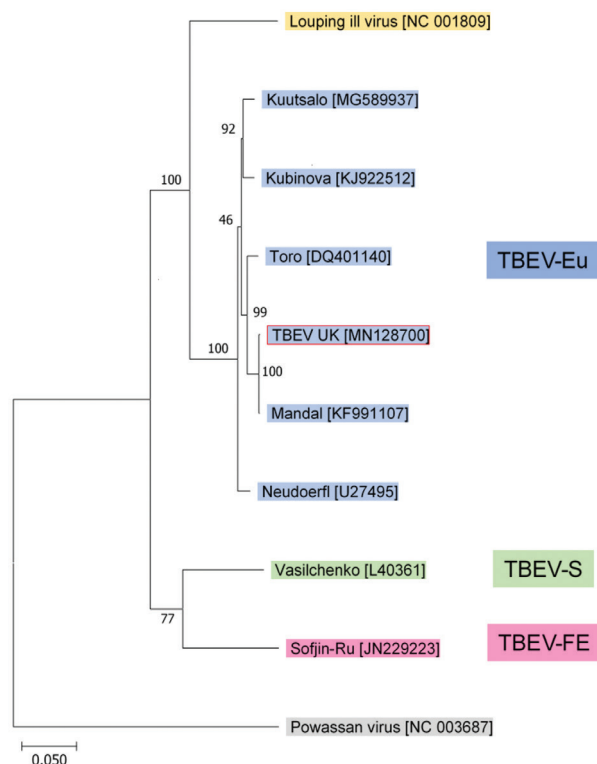 Louping ill virus [NC 001809]
Kuutsalo [MG589937]
92
Kubinova [KJ922512]
100
46
Toro [DQ401140]
TBEV-Eu
99
TBEV UK [MN128700]
100
100
Mandal [KF991107]
Neudoerfl [U27495]
Vasilchenko [L40361]
TBEV-S
77
Sofjin-Ru [JN229223]
TBEV-FE
Powassan virus [NC 003687]
0.050